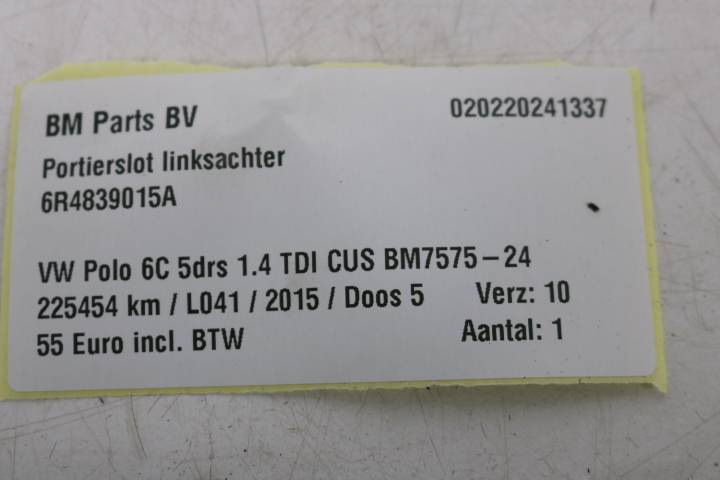 BM Parts BV 020220241337
Portierslot linksachter
6R4839015A
VW Polo 6C 5drs 1.4 TDI CUS BM7575-24
225454 km / L041 / 2015 / Doos 5 Verz: 10
55 Euro incl. BTW Aantal: 1